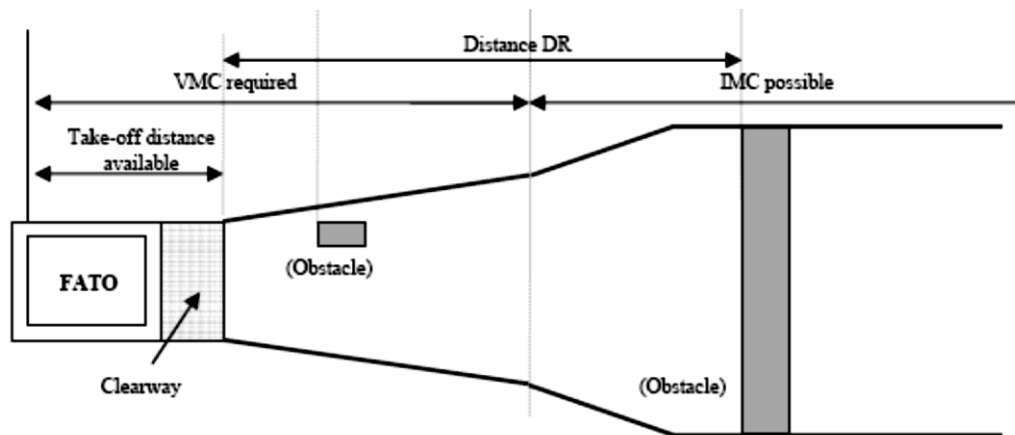 Distance DR
VMC required
IMC possible
Take-off distance
available
FATO
(Obstacle)
Clearway
(Obstacle)